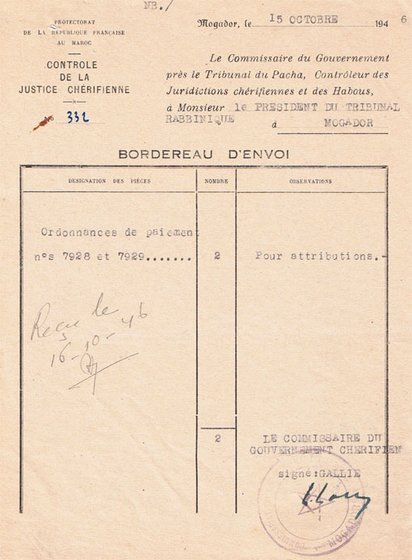 NB./
PROTECTORAT
DE LA RÉPUBLIQUE FRANÇAISE
AU MAROC
CONTROLE
DE LA
JUSTICE CHÉRIFIENNE
332
Mogador, le 15 OCTOBRE 1946
Le Commissaire du Gouvernement
près le Tribunal du Pacha, Contrôleur des
Juridictions chérifiennes et des Habous,
à Monsieur le PRESIDENT DU TRIBUNAL
RABBINIQUE à MOGADOR
BORDEREAU D'ENVOI
DÉSIGNATION DES PIÈCES NOMBRE OBSERVATIONS
Ordonnances de paiement
nos 7928 et 7929....... 2 Pour attributions.-
Recu le
16-10-46
2
LE COMMISSAIRE DU
GOUVERNEMENT CHERIFIEN
signé:GALLIE